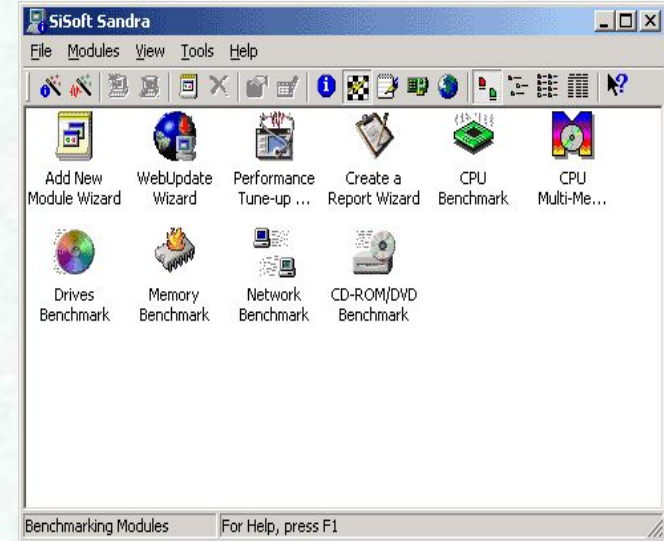 SiSoft Sandra
File Modules View Tools Help
Add New
Module Wizard
WebUpdate
Wizard
Performance
Tune-up ...
Create a
Report Wizard
CPU
Benchmark
CPU
Multi-Me...
Drives
Benchmark
Memory
Benchmark
Network
Benchmark
CD-ROM/DVD
Benchmark
Benchmarking Modules For Help, press F1